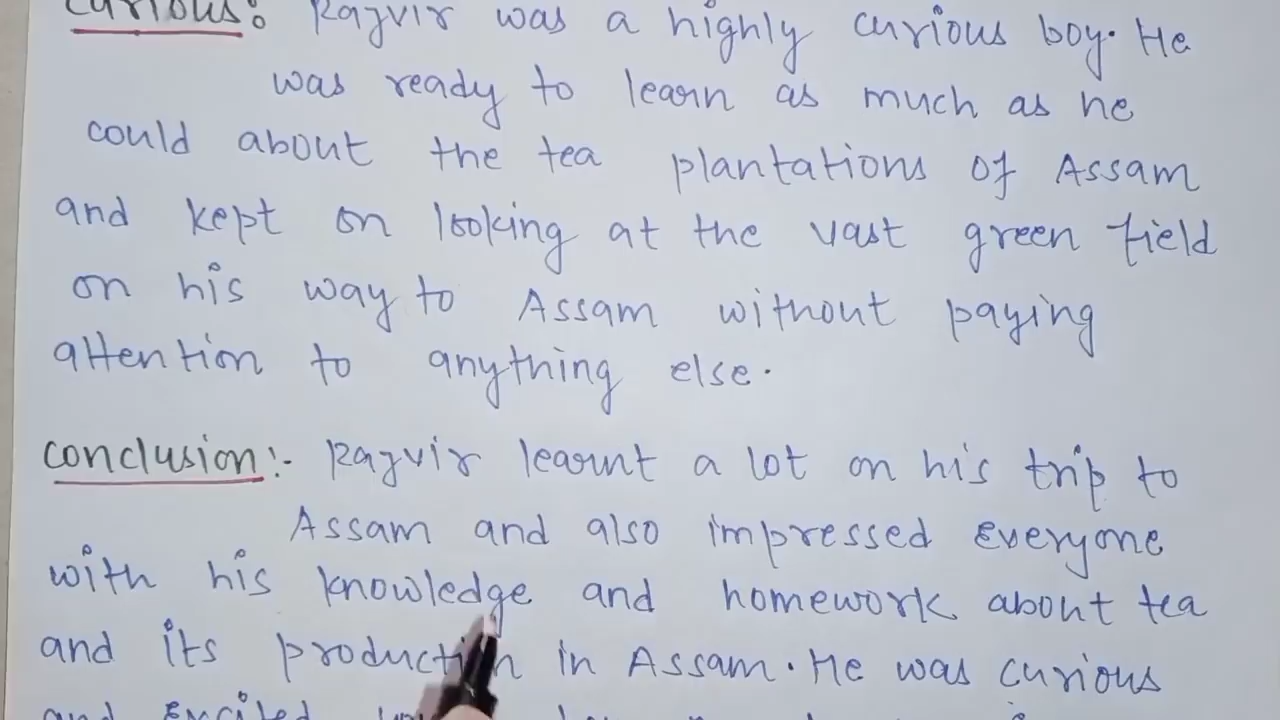 Curious: Rajvir was a highly curious boy. He
was ready to learn as much as he
could about the tea plantations of Assam
and kept on looking at the vast green field
on his way to Assam without paying
attention to anything else.
Conclusion:- Rajvir learnt a lot on his trip to
Assam and also impressed everyone
with his knowledge and homework about tea
and its production in Assam. He was curious
and excited